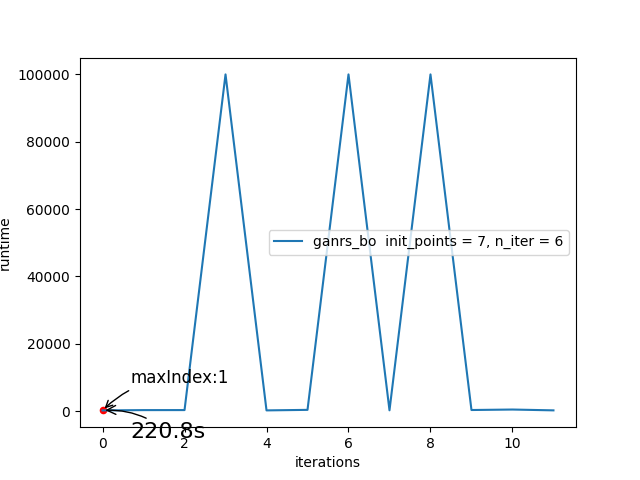 100000
80000
60000
40000
20000
0
runtime
ganrs_bo  init_points = 7, n_iter = 6
maxIndex:1
220.8s
0 2 4 6 8 10
iterations